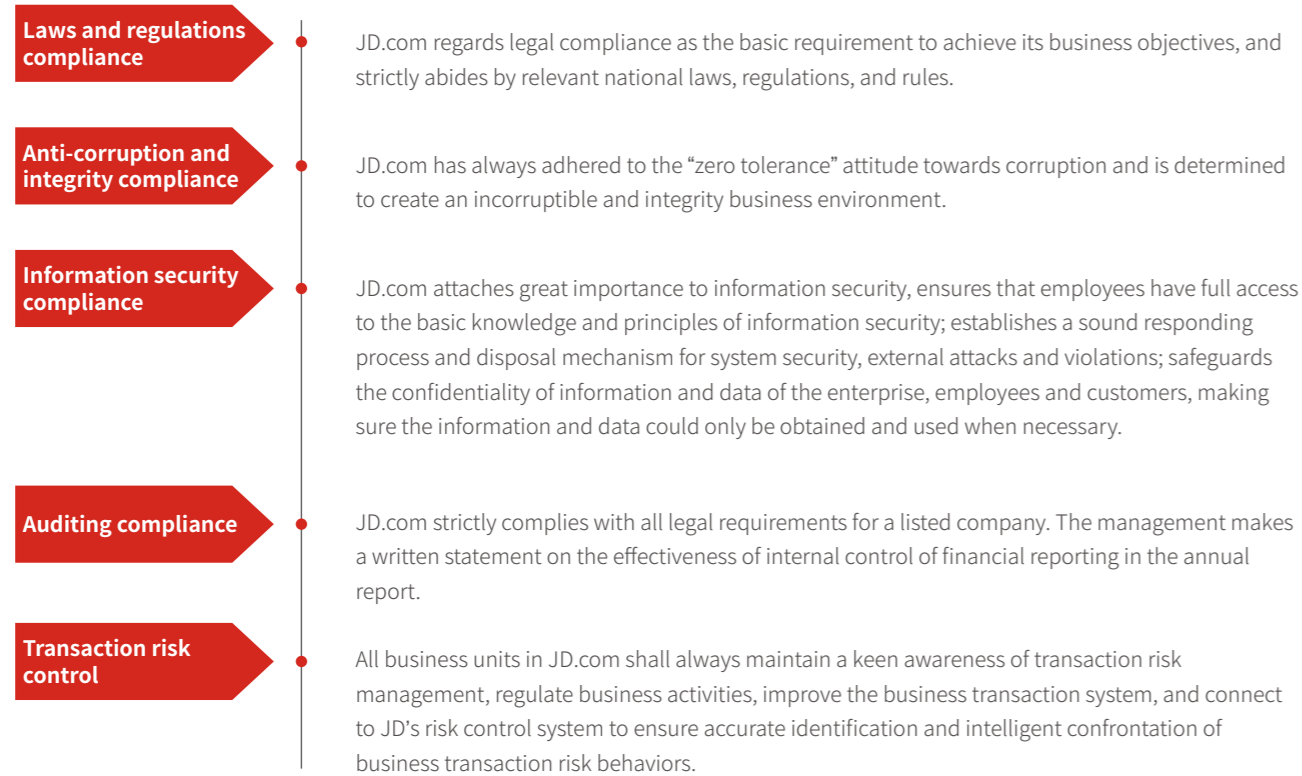 Laws and regulations
compliance
JD.com regards legal compliance as the basic requirement to achieve its business objectives, and
strictly abides by relevant national laws, regulations, and rules.
Anti-corruption and
integrity compliance
JD.com has always adhered to the “zero tolerance” attitude towards corruption and is determined
to create an incorruptible and integrity business environment.
Information security
compliance
JD.com attaches great importance to information security, ensures that employees have full access
to the basic knowledge and principles of information security; establishes a sound responding
process and disposal mechanism for system security, external attacks and violations; safeguards
the confidentiality of information and data of the enterprise, employees and customers, making
sure the information and data could only be obtained and used when necessary.
Auditing compliance
JD.com strictly complies with all legal requirements for a listed company. The management makes
a written statement on the effectiveness of internal control of financial reporting in the annual
report.
Transaction risk
control
All business units in JD.com shall always maintain a keen awareness of transaction risk
management, regulate business activities, improve the business transaction system, and connect
to JD’s risk control system to ensure accurate identification and intelligent confrontation of
business transaction risk behaviors.